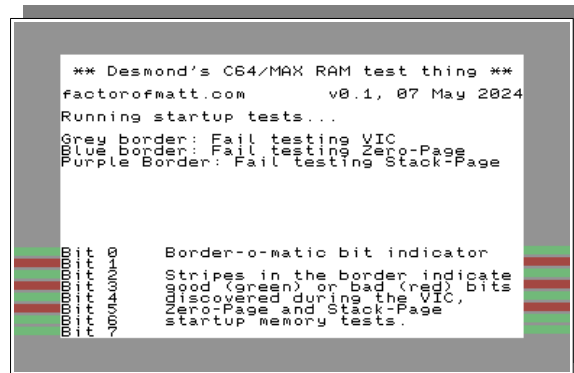 ** Desmond's C64/MAX RAM test thing **
factorofmatt.com v0.1, 07 May 2024
Running startup tests...
Grey border: Fail testing VIC
Blue border: Fail testing Zero-Page
Purple Border: Fail testing Stack-Page
Bit 0 Border-o-matic bit indicator
Bit 1
Bit 2 Stripes in the border indicate
Bit 3 good (green) or bad (red) bits
Bit 4 discovered during the VIC,
Bit 5 Zero-Page and Stack-Page
Bit 6 startup memory tests.
Bit 7